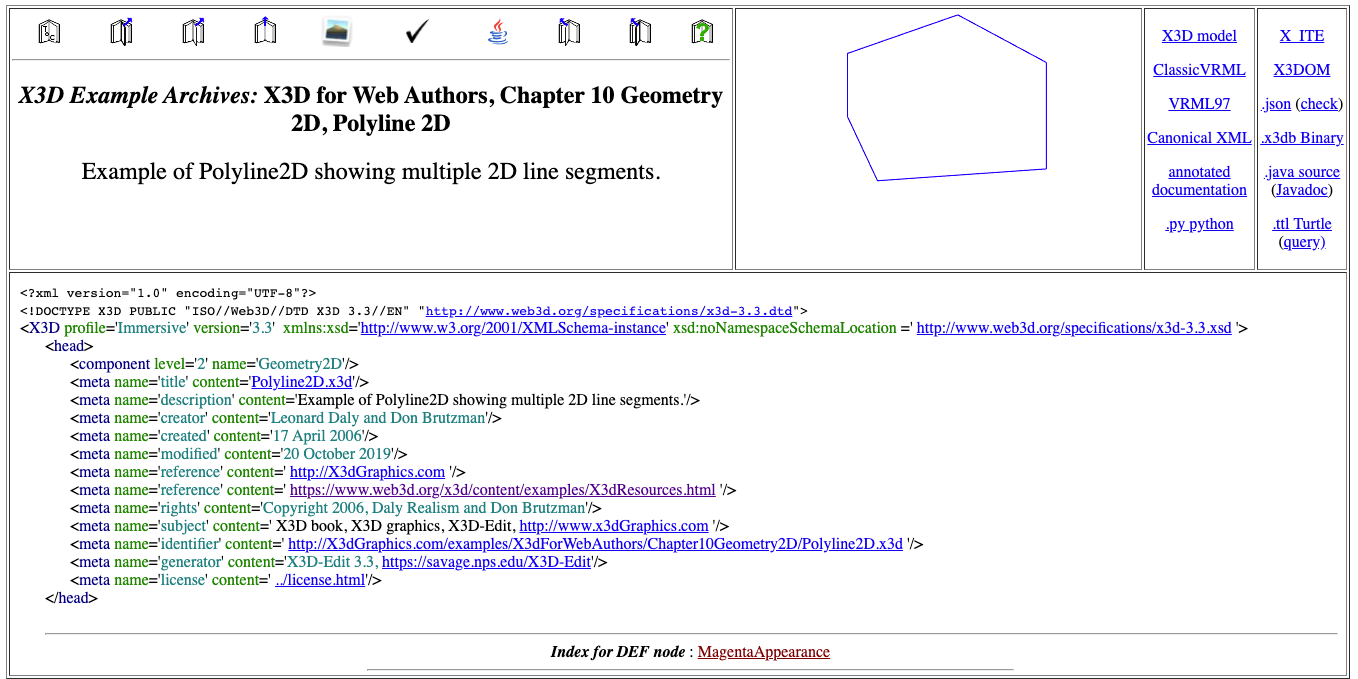 X3D Example Archives: X3D for Web Authors, Chapter 10 Geometry
2D, Polyline 2D
Example of Polyline2D showing multiple 2D line segments.
X3D model
ClassicVRML
VRML97
Canonical XML
annotated
documentation
.py python
X_ITE
X3DOM
.json (check)
.x3db Binary
.java source
(Javadoc)
.ttl Turtle
(query)
<?xml version="1.0" encoding="UTF-8"?>
<!DOCTYPE X3D PUBLIC "ISO//Web3D//DTD X3D 3.3//EN" "http://www.web3d.org/specifications/x3d-3.3.dtd">
<X3D profile='Immersive' version='3.3'  xmlns:xsd='http://www.w3.org/2001/XMLSchema-instance' xsd:noNamespaceSchemaLocation =' http://www.web3d.org/specifications/x3d-3.3.xsd '>
<head>
<component level='2' name='Geometry2D'/>
<meta name='title' content='Polyline2D.x3d'/>
<meta name='description' content='Example of Polyline2D showing multiple 2D line segments.'/>
<meta name='creator' content='Leonard Daly and Don Brutzman'/>
<meta name='created' content='17 April 2006'/>
<meta name='modified' content='20 October 2019'/>
<meta name='reference' content=' http://X3dGraphics.com '/>
<meta name='reference' content=' https://www.web3d.org/x3d/content/examples/X3dResources.html '/>
<meta name='rights' content='Copyright 2006, Daly Realism and Don Brutzman'/>
<meta name='subject' content=' X3D book, X3D graphics, X3D-Edit, http://www.x3dGraphics.com '/>
<meta name='identifier' content=' http://X3dGraphics.com/examples/X3dForWebAuthors/Chapter10Geometry2D/Polyline2D.x3d '/>
<meta name='generator' content='X3D-Edit 3.3, https://savage.nps.edu/X3D-Edit'/>
<meta name='license' content=' ../license.html'/>
</head>
Index for DEF node : MagentaAppearance